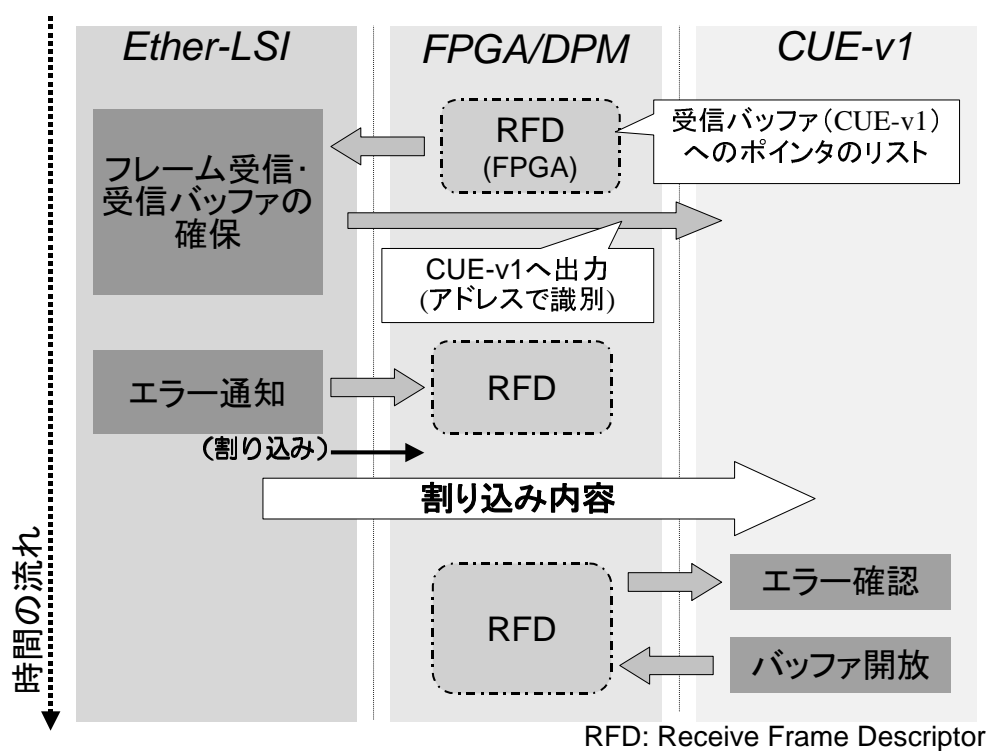 Ether-LSI
FPGA/DPM
CUE-v1
RFD
(FPGA)
受信バッファ(CUE-v1)
へのポインタのリスト
フレーム受信・
受信バッファの
確保
CUE-v1へ出力
(アドレスで識別)
エラー通知
RFD
(割り込み)
割り込み内容
RFD
エラー確認
バッファ開放
時間の流れ
RFD: Receive Frame Descriptor